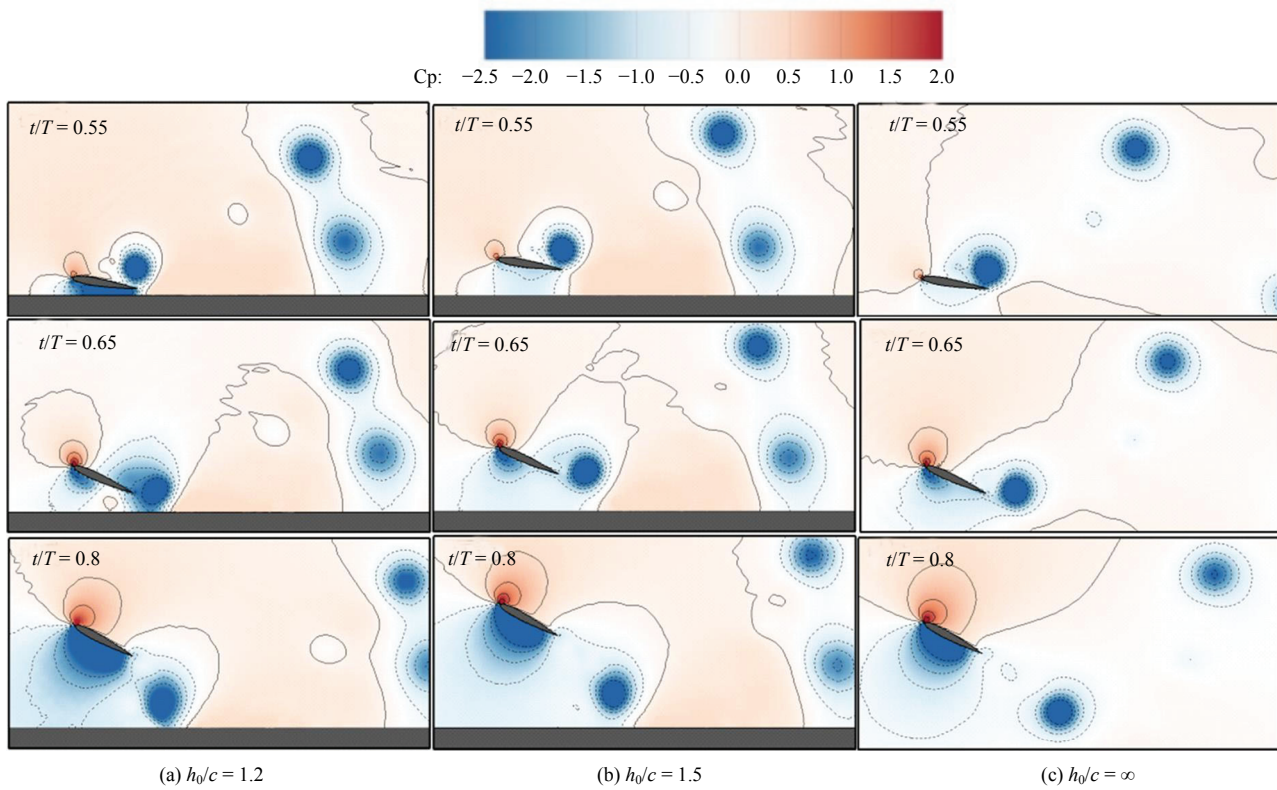 Cp: −2.5 −2.0 −1.5 −1.0 −0.5 0.0 0.5 1.0 1.5 2.0
t/T = 0.55
t/T = 0.55
t/T = 0.55
t/T = 0.65
t/T = 0.65
t/T = 0.65
t/T = 0.8
t/T = 0.8
t/T = 0.8
(a) h₀/c = 1.2
(b) h₀/c = 1.5
(c) h₀/c = ∞